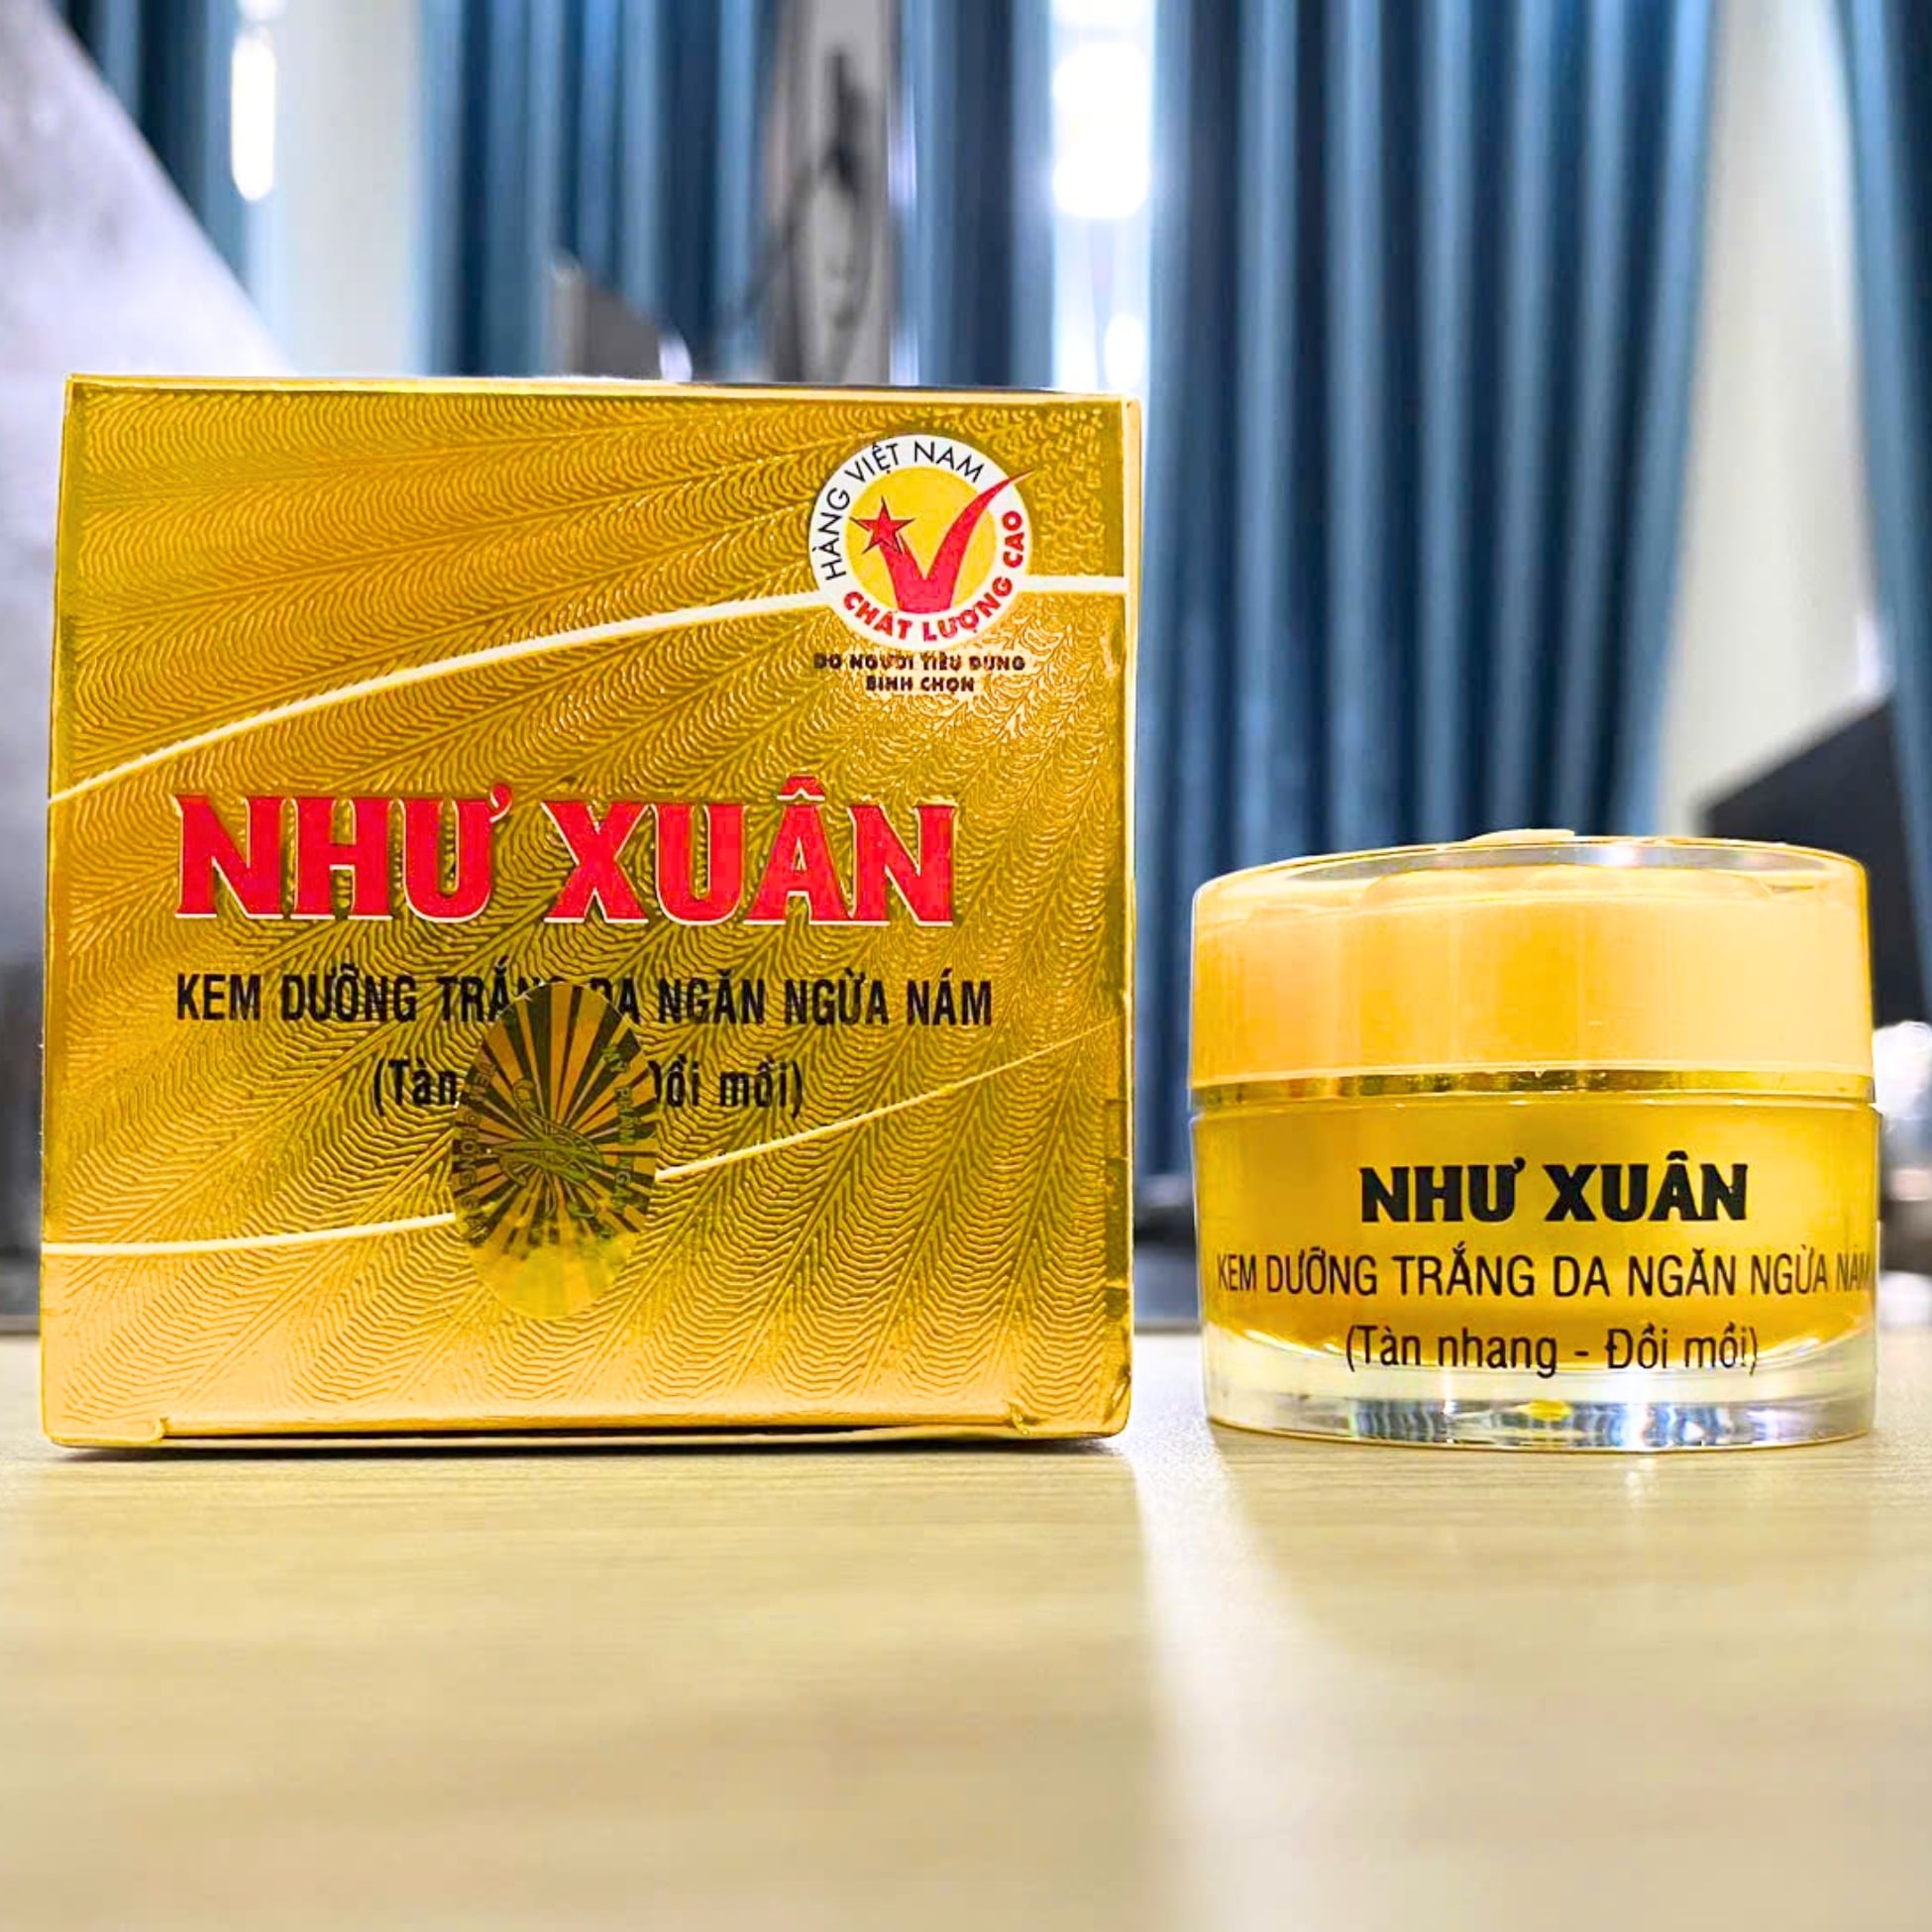 HÀNG VIỆT NAM
CHẤT LƯỢNG CAO
DO NGƯỜI TIÊU DÙNG
BÌNH CHỌN
NHƯ XUÂN
KEM DƯỠNG TRẮNG DA NGĂN NGỪA NÁM
(Tàn Đồi mồi)
NHƯ XUÂN
KEM DƯỠNG TRẮNG DA NGĂN NGỪA NÁM
(Tàn nhang - Đồi mồi)